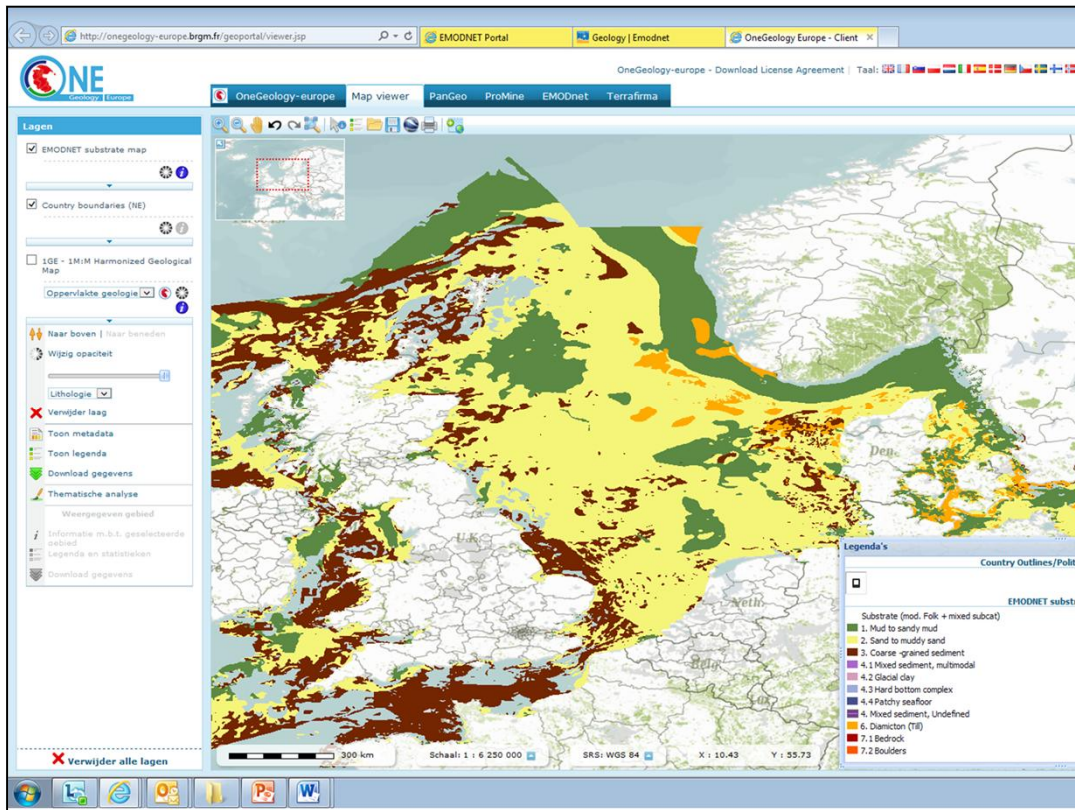 http://onegeology-europe.brgm.fr/geoportal/viewer.jsp
EMODNET Portal
Geology | Emodnet
OneGeology Europe - Client
ONE
Geology | Europe
OneGeology-europe - Download License Agreement | Taal:
OneGeology-europe
Map viewer
PanGeo
ProMine
EMODnet
Terrafirma
Lagen
EMODNET substrate map
Country boundaries (NE)
1GE - 1M:M Harmonized Geological
Map
Oppervlakte geologie
Naar boven | Naar beneden
Wijzig opaciteit
Lithologie
Verwijder laag
Toon metadata
Toon legenda
Download gegevens
Thematische analyse
Weergegeven gebied
Informatie m.b.t. geselecteerde
gebied
Legenda en statistieken
Download gegevens
Verwijder alle lagen
U.K.
Den.
Neth.
Belg.
Legenda's
Country Outlines/Polit
EMODNET substr
Substrate (mod. Folk + mixed subcat)
1. Mud to sandy mud
2. Sand to muddy sand
3. Coarse -grained sediment
4.1 Mixed sediment, multimodal
4.2 Glacial clay
4.3 Hard bottom complex
4.4 Patchy seafloor
4. Mixed sediment, Undefined
6. Diamicton (Till)
7.1 Bedrock
7.2 Boulders
300 km
Schaal: 1 : 6 250 000
SRS: WGS 84
X : 10.43
Y : 55.73